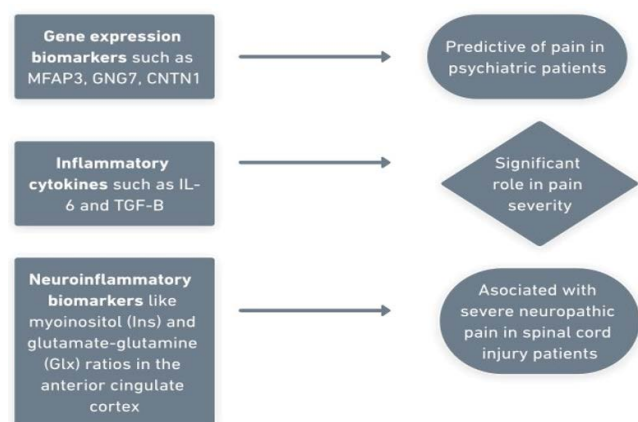 Gene expression
biomarkers such as
MFAP3, GNG7, CNTN1
Predictive of pain in
psychiatric patients
Inflammatory
cytokines such as IL-
6 and TGF-B
Significant
role in pain
severity
Neuroinflammatory
biomarkers like
myoinositol (Ins) and
glutamate-glutamine
(Glx) ratios in the
anterior cingulate
cortex
Asociated with
severe neuropathic
pain in spinal cord
injury patients